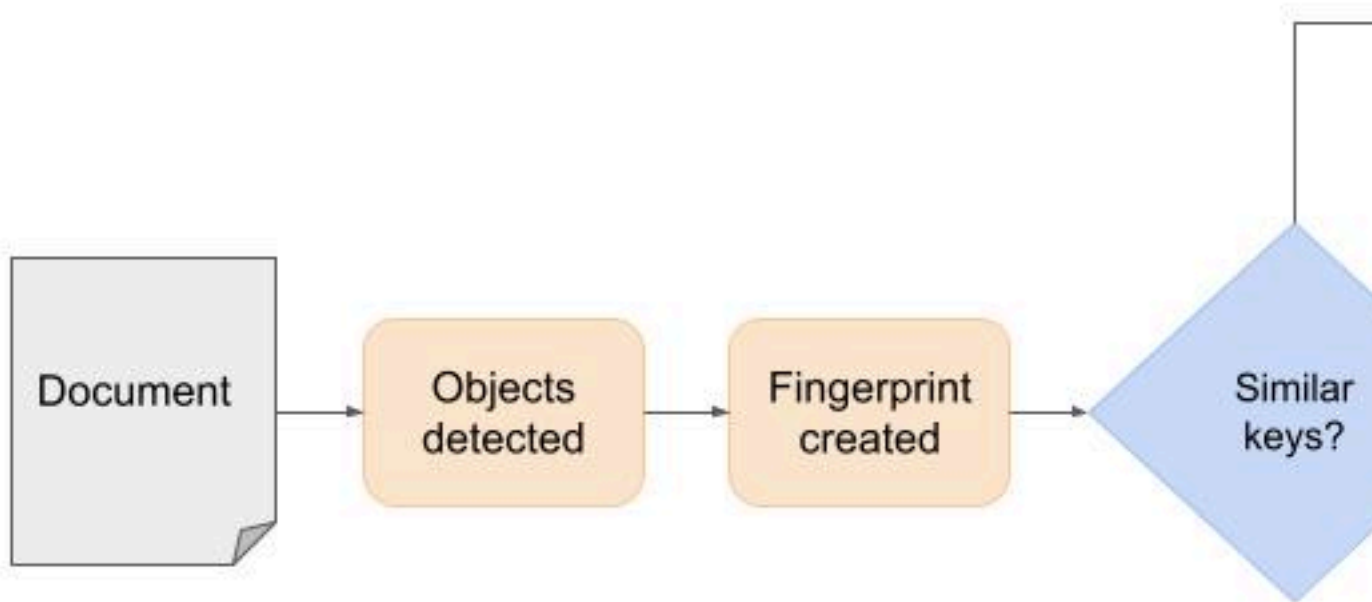 Document
Objects
detected
Fingerprint
created
Similar
keys?